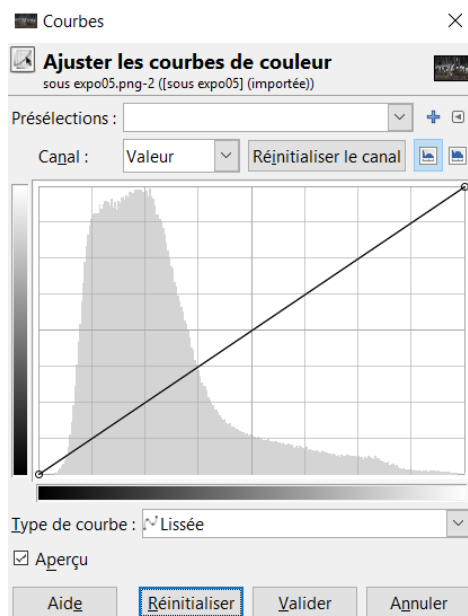 Courbes
Ajuster les courbes de couleur
sous expo05.png-2 ([sous expo05] (importée))
Présélections :
Canal : Valeur Réinitialiser le canal
Type de courbe : Lissée
Aperçu
Aide Réinitialiser Valider Annuler